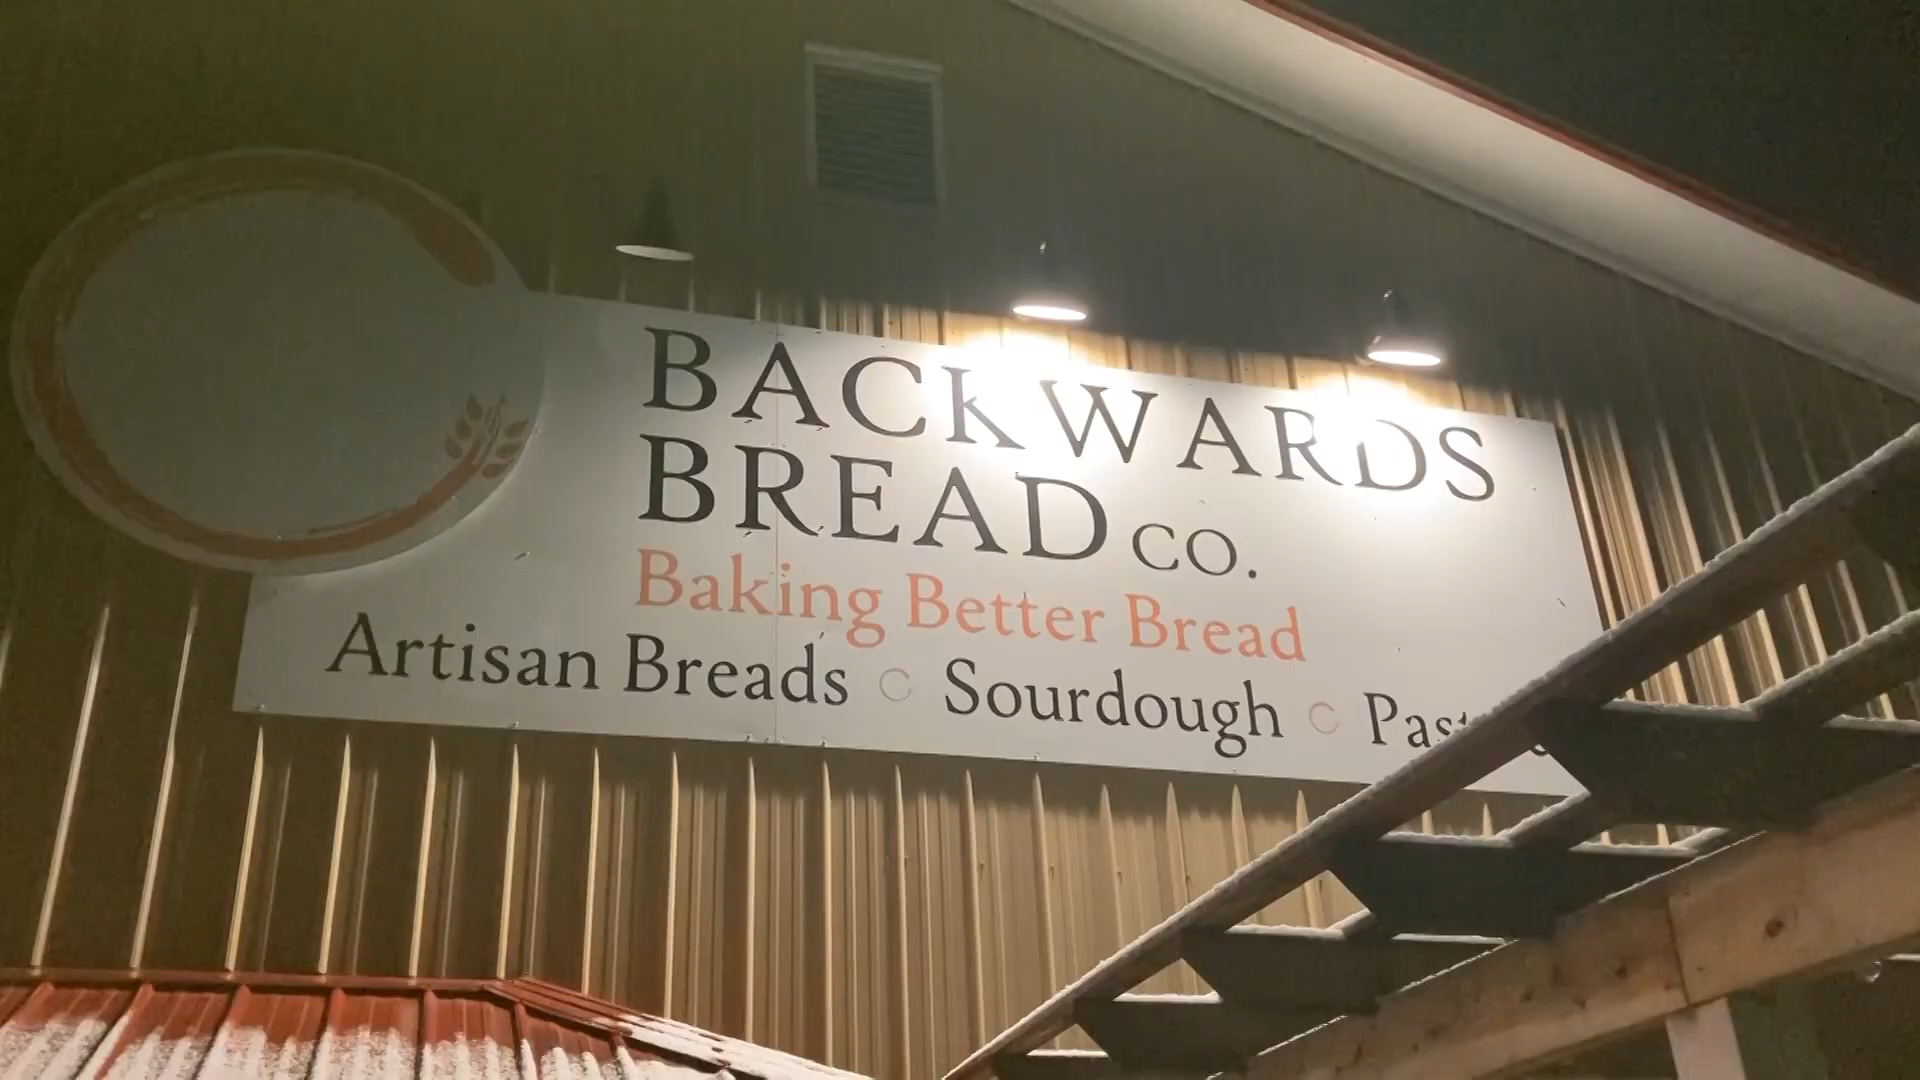 BACKWARDS
BREAD CO.
Baking Better Bread
Artisan Breads Sourdough